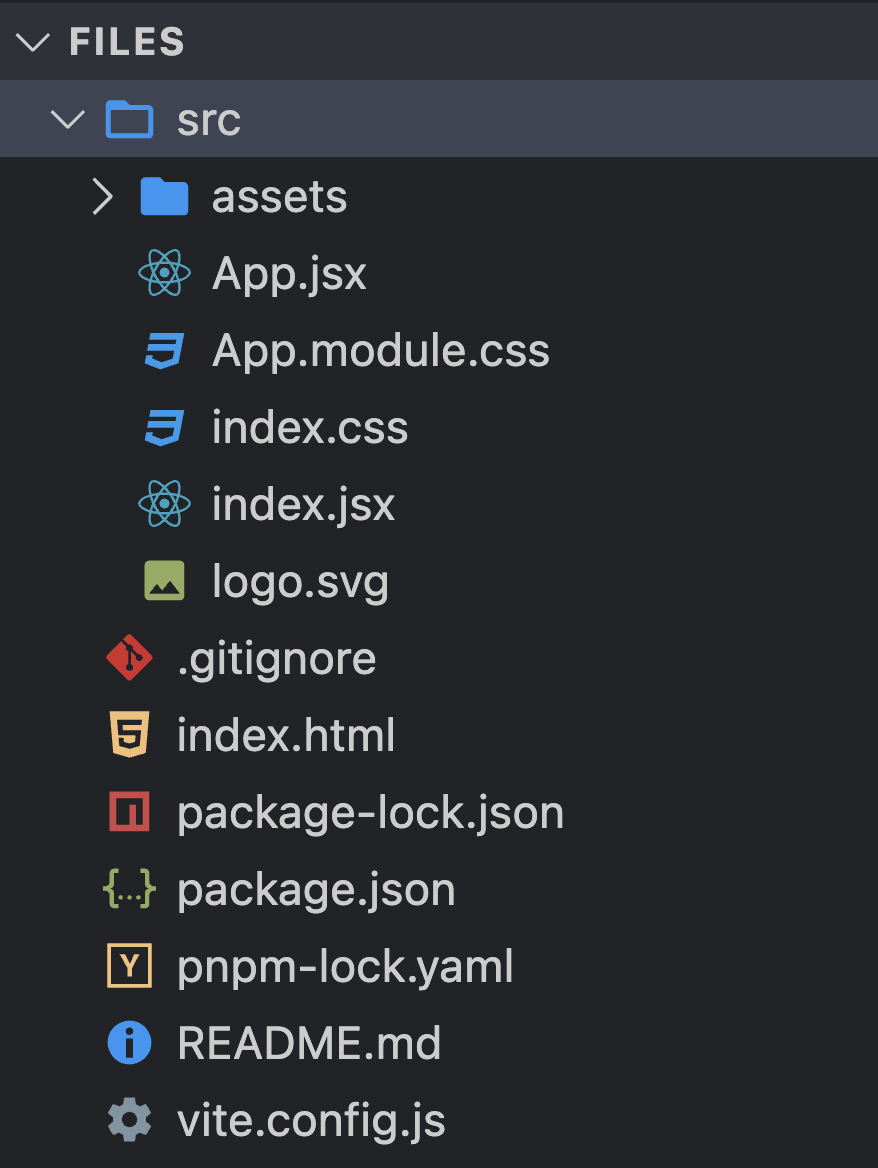 FILES
src
assets
App.jsx
App.module.css
index.css
index.jsx
logo.svg
.gitignore
index.html
package-lock.json
{...} package.json
Y pnpm-lock.yaml
README.md
vite.config.js